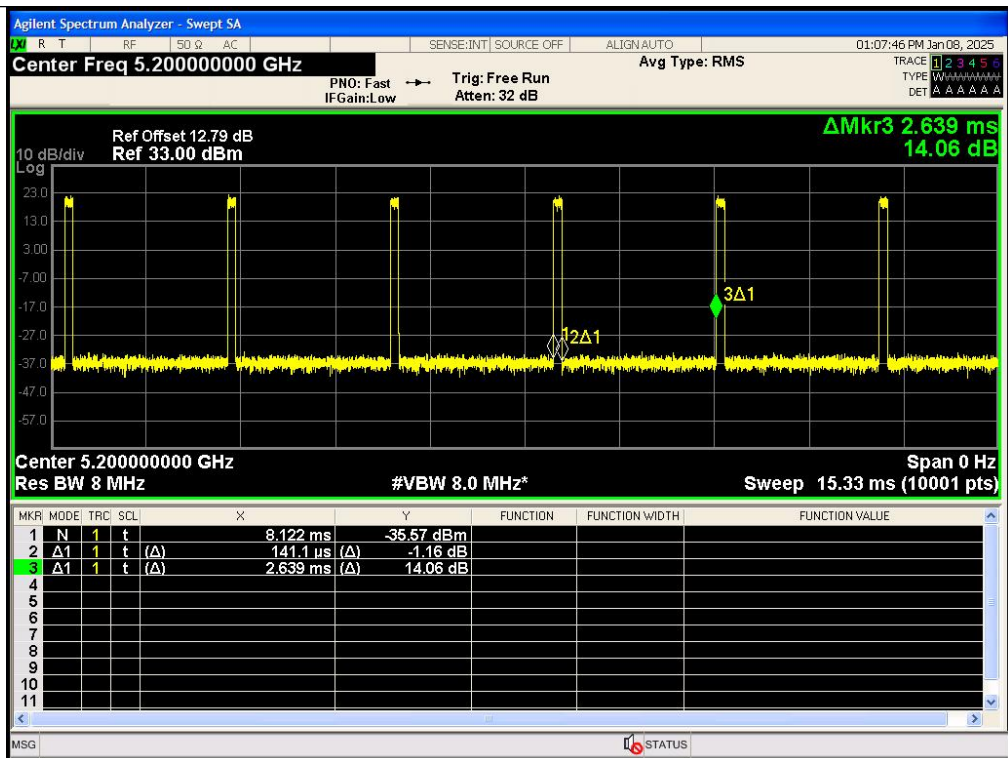 Agilent Spectrum Analyzer - Swept SA
LXI R T RF 50 Ω AC SENSE:INT SOURCE OFF ALIGN AUTO 01:07:46 PM Jan 08, 2025
Center Freq 5.200000000 GHz Avg Type: RMS TRACE 1 2 3 4 5 6
PNO: Fast Trig: Free Run TYPE W
IFGain:Low Atten: 32 dB DET A A A A A A
ΔMkr3 2.639 ms
14.06 dB
Ref Offset 12.79 dB
10 dB/div Ref 33.00 dBm
Log
23.0
13.0
3.00
-7.00
-17.0
-27.0
-37.0
-47.0
-57.0
3Δ1
1
2Δ1
Center 5.200000000 GHz Span 0 Hz
Res BW 8 MHz #VBW 8.0 MHz* Sweep 15.33 ms (10001 pts)
MKR MODE TRC SCL X Y FUNCTION FUNCTION WIDTH FUNCTION VALUE
1 N 1 t 8.122 ms -35.57 dBm
2 Δ1 1 t (Δ) 141.1 µs (Δ) -1.16 dB
3 Δ1 1 t (Δ) 2.639 ms (Δ) 14.06 dB
4
5
6
7
8
9
10
11
MSG STATUS